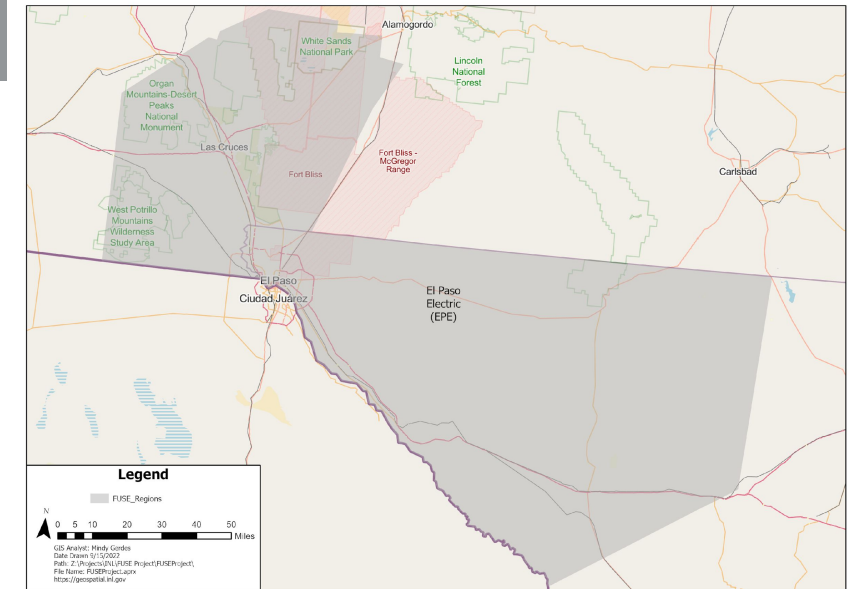 Alamogordo
White Sands
National Park
Lincoln
National
Forest
Organ
Mountains-Desert
Peaks
National
Monument
Las Cruces
Fort Bliss -
McGregor
Range
Fort Bliss
Carlsbad
West Potrillo
Mountains
Wilderness
Study Area
El Paso
Ciudad Juárez
El Paso
Electric
(EPE)
Legend
FUSE_Regions
N
0 5 10 20 30 40 50
Miles
GIS Analyst: Mindy Gerdes
Date Drawn 9/15/2022
Path: Z:\Projects\INL\FUSE Project\FUSEProject\,
File Name: FUSEProject.aprx
https://geospatial.inl.gov